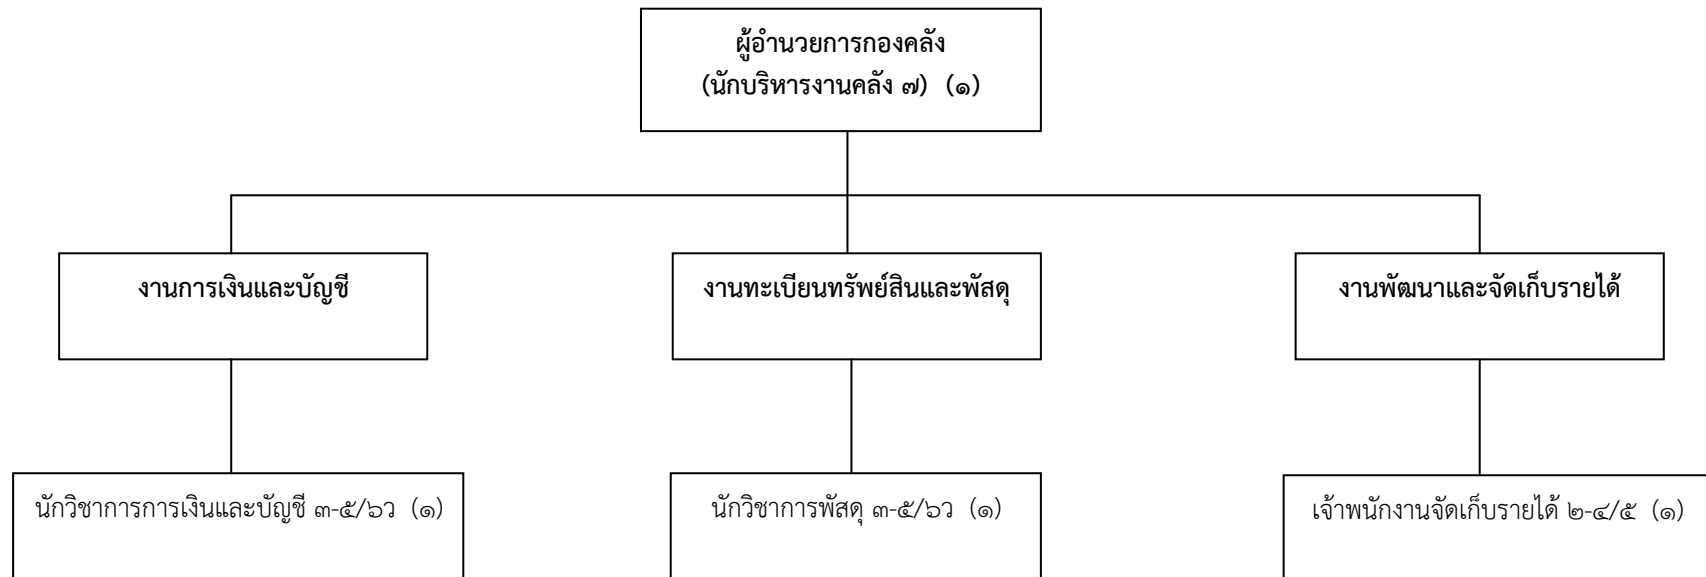 ผู้อำนวยการกองคลัง
(นักบริหารงานคลัง ๗) (๑)
งานการเงินและบัญชี
งานทะเบียนทรัพย์สินและพัสดุ
งานพัฒนาและจัดเก็บรายได้
นักวิชาการการเงินและบัญชี ๓-๕/๖ว (๑)
นักวิชาการพัสดุ ๓-๕/๖ว (๑)
เจ้าพนักงานจัดเก็บรายได้ ๒-๔/๕ (๑)